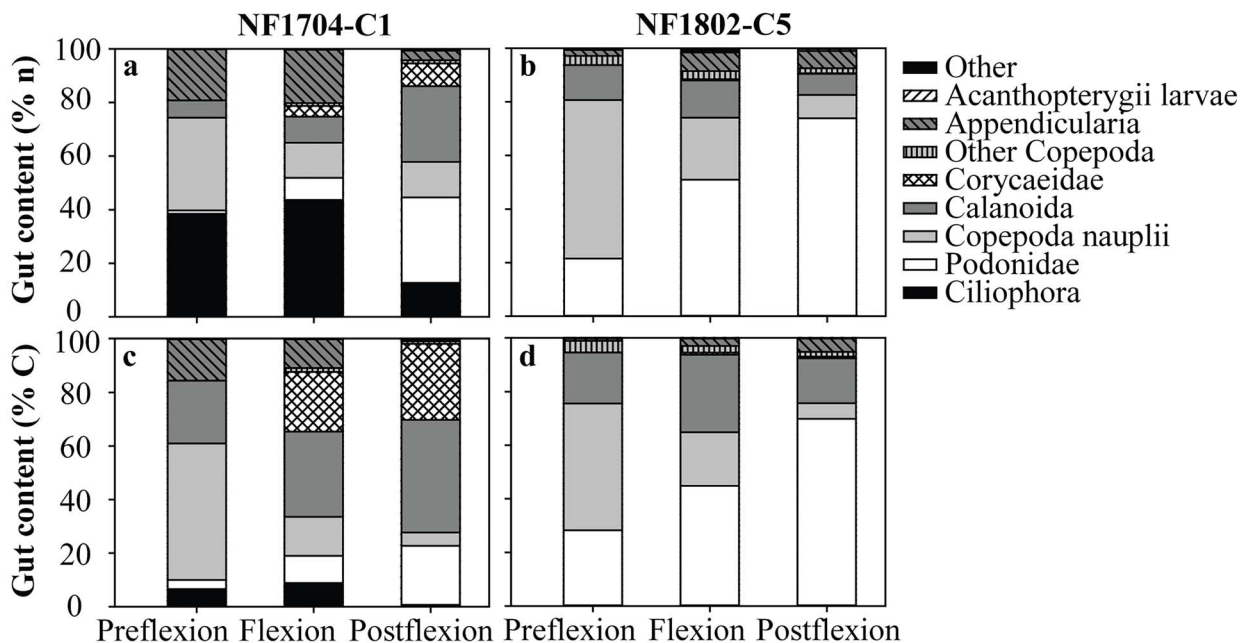 NF1704-C1
NF1802-C5
Gut content (% n)
100
80
60
40
20
0
a
b
Other
Acanthopterygii larvae
Appendicularia
Other Copepoda
Corycaeidae
Calanoida
Copepoda nauplii
Podonidae
Ciliophora
Gut content (% C)
100
80
60
40
20
0
c
d
Preflexion Flexion Postflexion Preflexion Flexion Postflexion